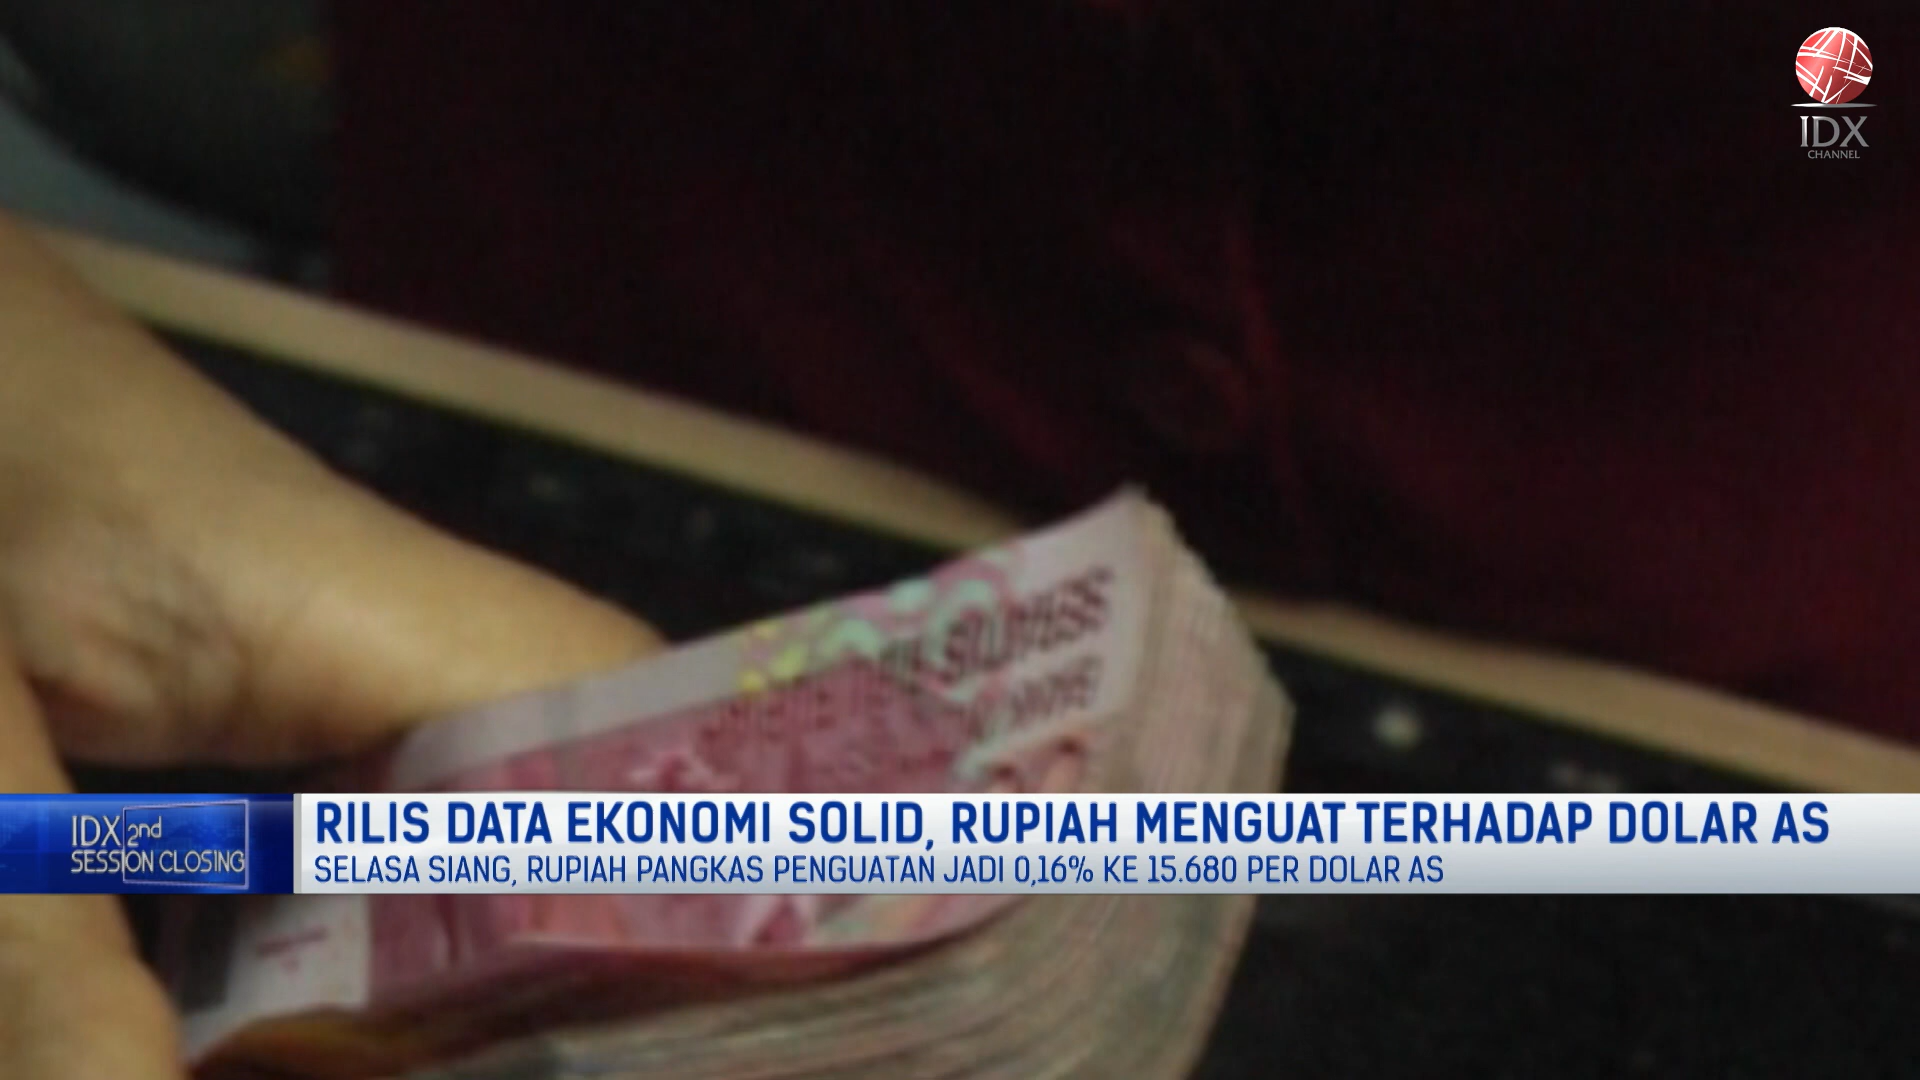 IDX
CHANNEL
IDX 2nd
SESSION CLOSING
RILIS DATA EKONOMI SOLID, RUPIAH MENGUAT TERHADAP DOLAR AS
SELASA SIANG, RUPIAH PANGKAS PENGUATAN JADI 0,16% KE 15.680 PER DOLAR AS